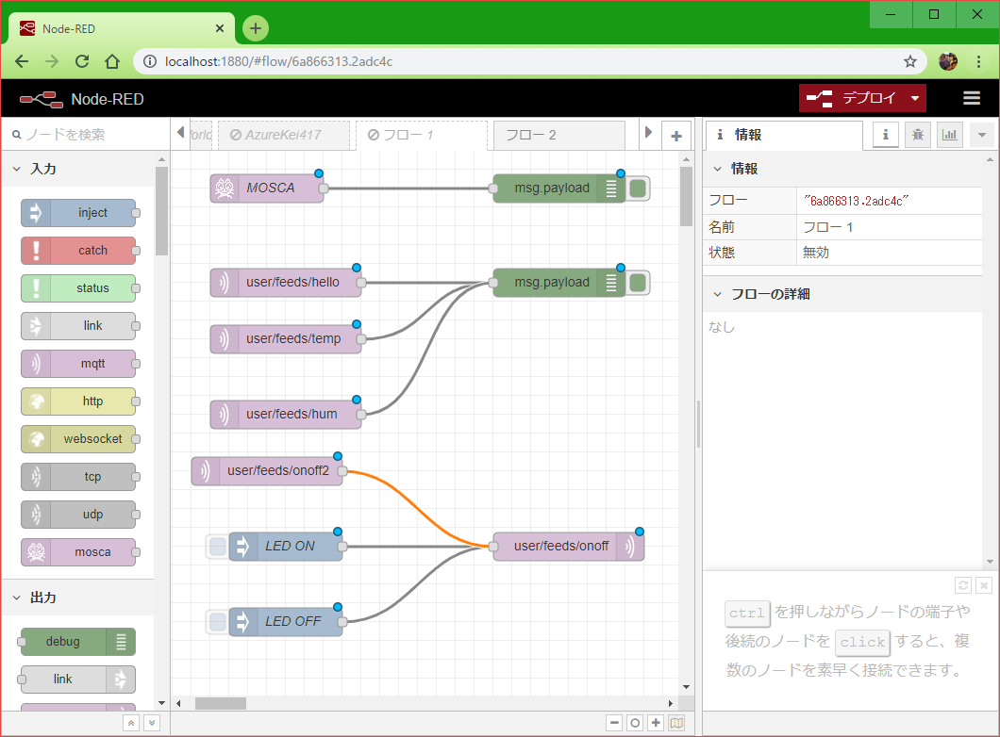 Node-RED
localhost:1880/#flow/6a866313.2adc4c
Node-RED
デプロイ
ノードを検索
orld
AzureKei417
フロー 1
フロー 2
情報
入力
inject
catch
status
link
mqtt
http
websocket
tcp
udp
mosca
出力
debug
link
MOSCA
msg.payload
user/feeds/hello
msg.payload
user/feeds/temp
user/feeds/hum
user/feeds/onoff2
LED ON
user/feeds/onoff
LED OFF
情報
フロー "6a866313.2adc4c"
名前 フロー 1
状態 無効
フローの詳細
なし
ctrl を押しながらノードの端子や
後続のノードを click すると、複
数のノードを素早く接続できます。